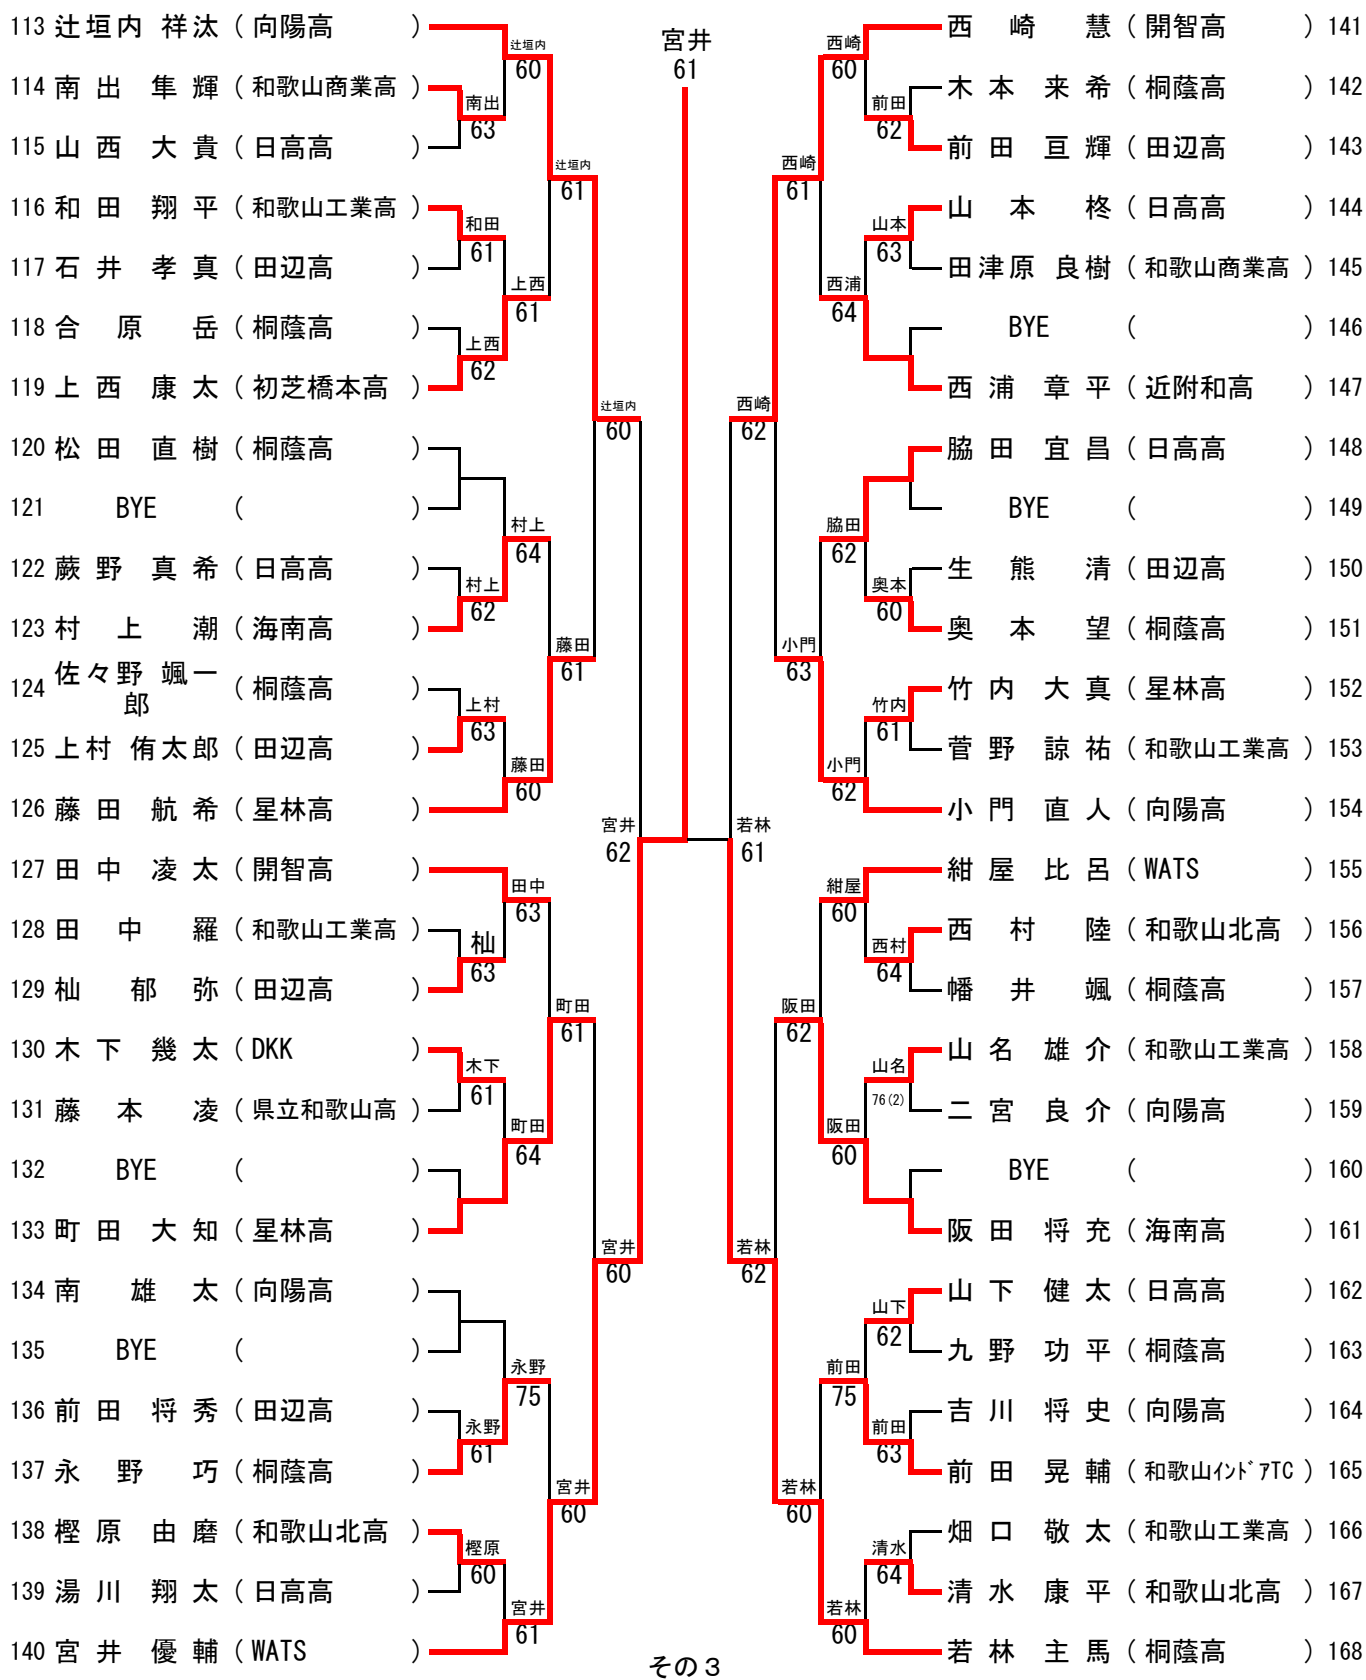 113 辻垣内 祥汰 ( 向陽高 )
114 南出 隼輝 ( 和歌山商業高 )
115 山西 大貴 ( 日高高 )
116 和田 翔平 ( 和歌山工業高 )
117 石井 孝真 ( 田辺高 )
118 合原 岳 ( 桐蔭高 )
119 上西 康太 ( 初芝橋本高 )
120 松田 直樹 ( 桐蔭高 )
121 BYE ( )
122 蕨野 真希 ( 日高高 )
123 村上 潮 ( 海南高 )
124 佐々野 颯一郎 ( 桐蔭高 )
125 上村 侑太郎 ( 田辺高 )
126 藤田 航希 ( 星林高 )
127 田中 凌太 ( 開智高 )
128 田中 羅 ( 和歌山工業高 )
129 杣 郁弥 ( 田辺高 )
130 木下 幾太 ( DKK )
131 藤本 凌 ( 県立和歌山高 )
132 BYE ( )
133 町田 大知 ( 星林高 )
134 南 雄太 ( 向陽高 )
135 BYE ( )
136 前田 将秀 ( 田辺高 )
137 永野 巧 ( 桐蔭高 )
138 樫原 由磨 ( 和歌山北高 )
139 湯川 翔太 ( 日高高 )
140 宮井 優輔 ( WATS )
南出
63
和田
61
上西
62
村上
62
上村
63
杣
63
木下
61
永野
61
樫原
60
辻垣内
60
上西
61
村上
64
藤田
60
田中
63
町田
64
永野
75
宮井
61
辻垣内
61
藤田
61
町田
61
宮井
60
辻垣内
60
宮井
60
宮井
62
宮井
61
若林
61
西崎
62
若林
62
西崎
61
小門
63
阪田
62
若林
60
西崎
60
西浦
64
脇田
62
小門
62
紺屋
60
阪田
60
前田
75
若林
60
前田
62
山本
63
奥本
60
竹内
61
西村
64
山名
76(2)
山下
62
前田
63
清水
64
西崎 慧 ( 開智高 ) 141
木本 来希 ( 桐蔭高 ) 142
前田 亘輝 ( 田辺高 ) 143
山本 柊 ( 日高高 ) 144
田津原 良樹 ( 和歌山商業高 ) 145
BYE ( ) 146
西浦 章平 ( 近附和高 ) 147
脇田 宜昌 ( 日高高 ) 148
BYE ( ) 149
生熊 清 ( 田辺高 ) 150
奥本 望 ( 桐蔭高 ) 151
竹内 大真 ( 星林高 ) 152
菅野 諒祐 ( 和歌山工業高 ) 153
小門 直人 ( 向陽高 ) 154
紺屋 比呂 ( WATS ) 155
西村 陸 ( 和歌山北高 ) 156
幡井 颯 ( 桐蔭高 ) 157
山名 雄介 ( 和歌山工業高 ) 158
二宮 良介 ( 向陽高 ) 159
BYE ( ) 160
阪田 将充 ( 海南高 ) 161
山下 健太 ( 日高高 ) 162
九野 功平 ( 桐蔭高 ) 163
吉川 将史 ( 向陽高 ) 164
前田 晃輔 ( 和歌山ｲﾝﾄﾞｱTC ) 165
畑口 敬太 ( 和歌山工業高 ) 166
清水 康平 ( 和歌山北高 ) 167
若林 主馬 ( 桐蔭高 ) 168
その３